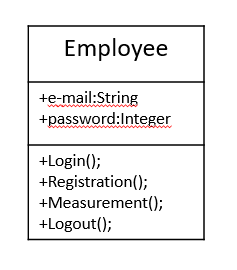 Employee
+e-mail:String
+password:Integer
+Login();
+Registration();
+Measurement();
+Logout();